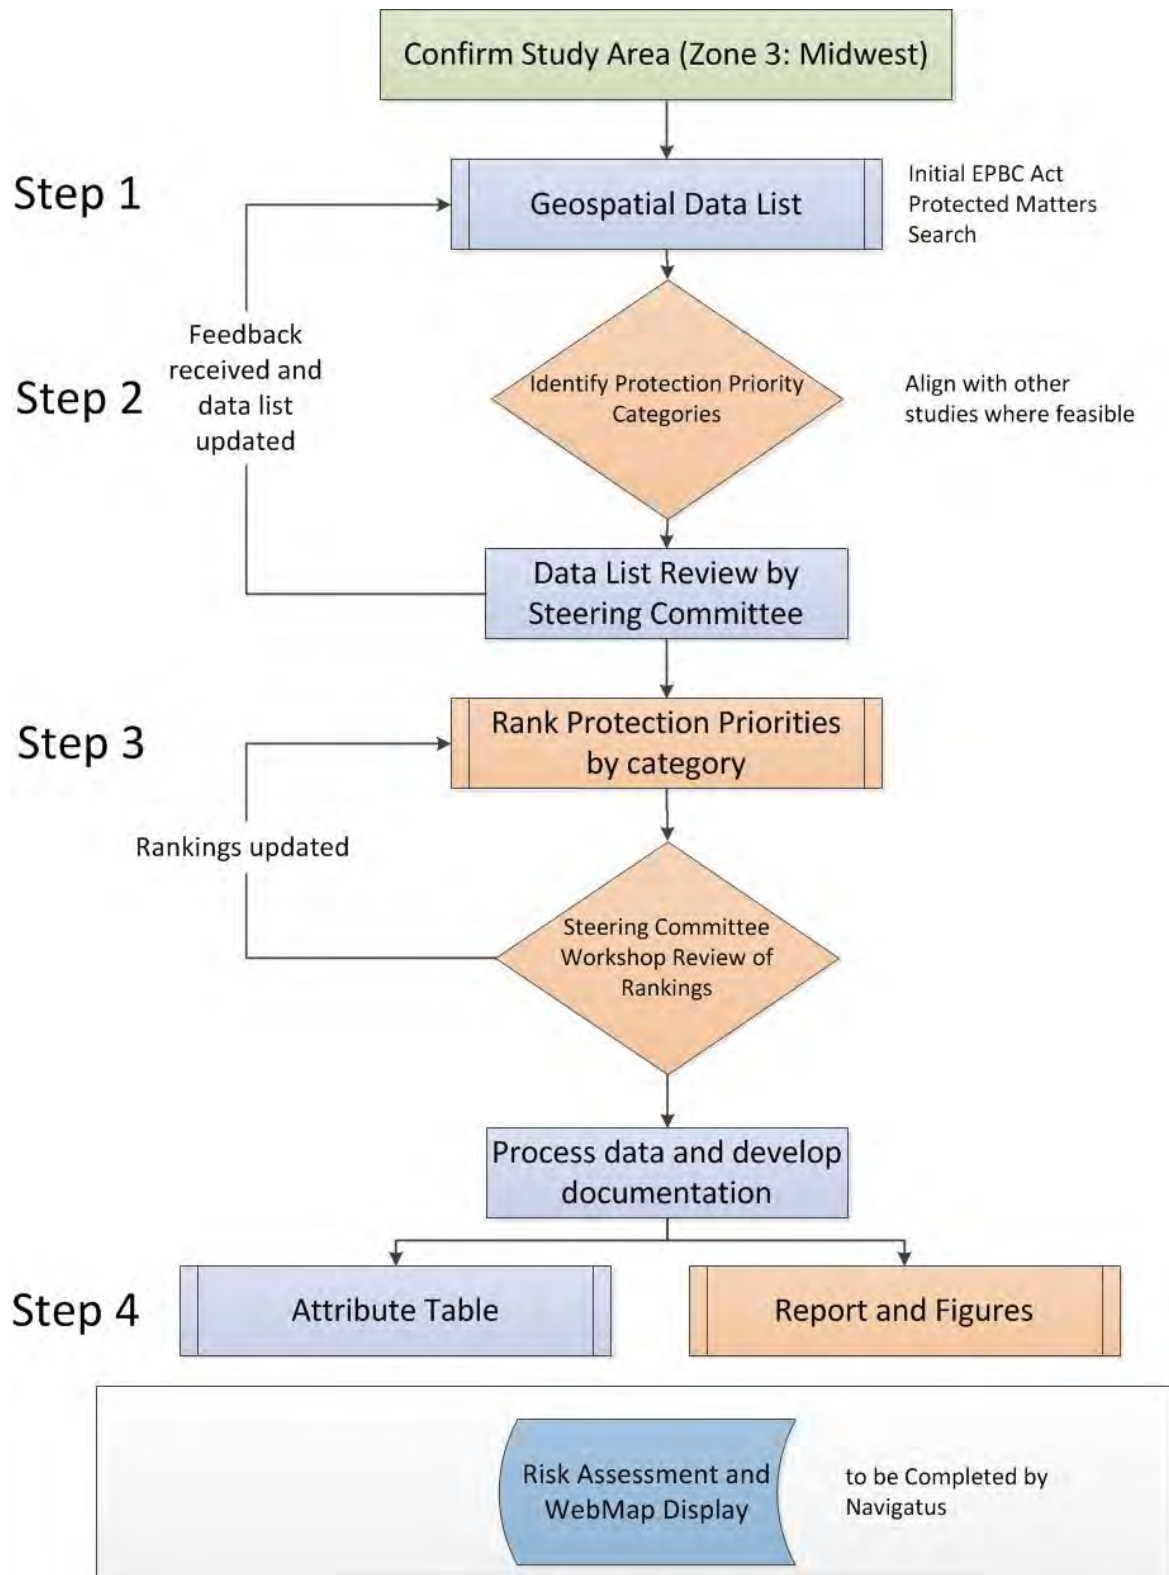 Confirm Study Area (Zone 3: Midwest)
Step 1
Geospatial Data List
Initial EPBC Act
Protected Matters
Search
Feedback
received and
data list
updated
Step 2
Identify Protection Priority
Categories
Align with other
studies where feasible
Data List Review by
Steering Committee
Step 3
Rank Protection Priorities
by category
Rankings updated
Steering Committee
Workshop Review of
Rankings
Process data and develop
documentation
Step 4
Attribute Table
Report and Figures
Risk Assessment and
WebMap Display
to be Completed by
Navigatus